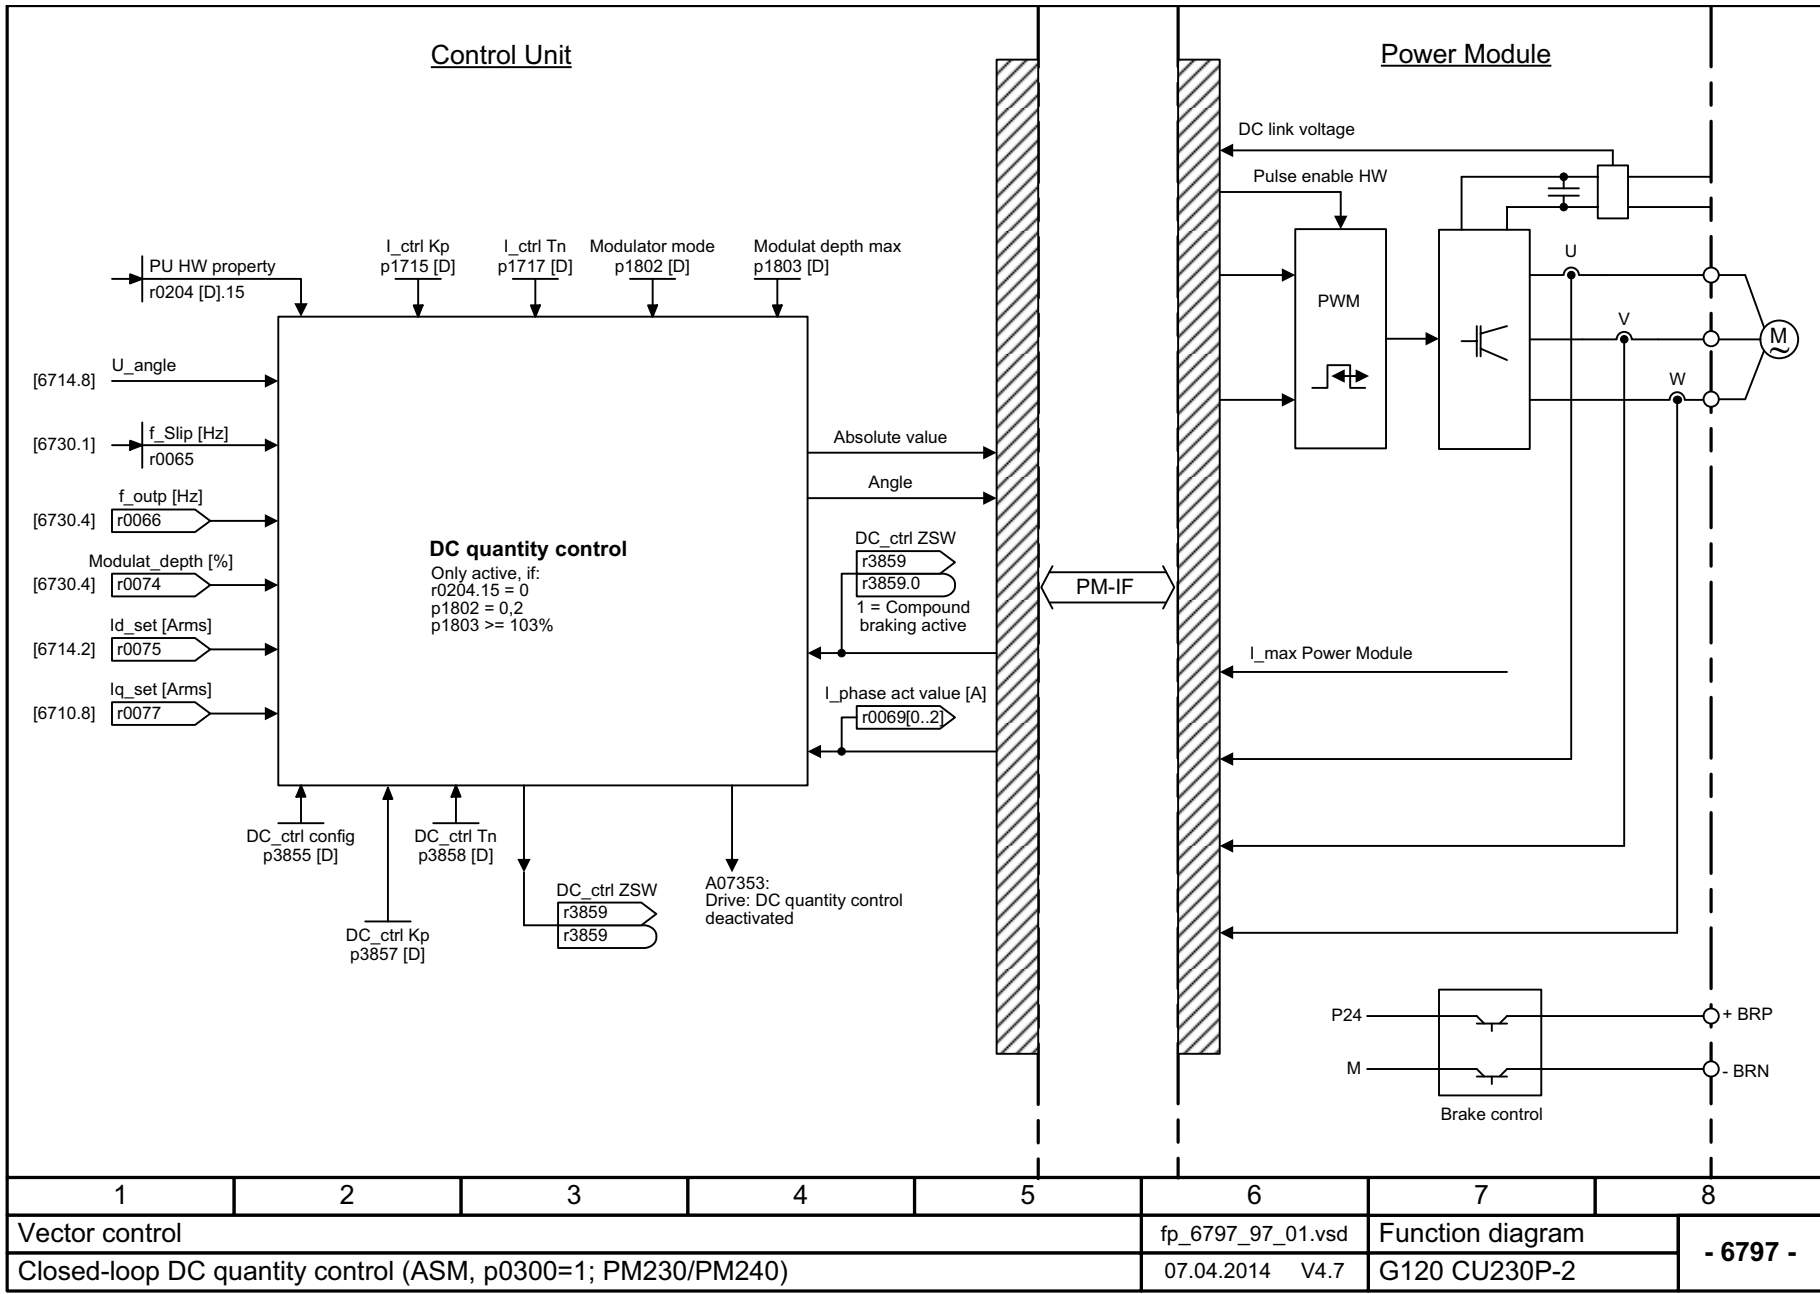 Control Unit
Power Module
DC link voltage
Pulse enable HW
PU HW property
r0204 [D].15
I_ctrl Kp
p1715 [D]
I_ctrl Tn
p1717 [D]
Modulator mode
p1802 [D]
Modulat depth max
p1803 [D]
[6714.8]
U_angle
[6730.1]
f_Slip [Hz]
r0065
f_outp [Hz]
[6730.4]
r0066
Modulat_depth [%]
[6730.4]
r0074
Id_set [Arms]
[6714.2]
r0075
Iq_set [Arms]
[6710.8]
r0077
DC quantity control
Only active, if:
r0204.15 = 0
p1802 = 0,2
p1803 >= 103%
Absolute value
Angle
DC_ctrl ZSW
r3859
r3859.0
1 = Compound
braking active
I_phase act value [A]
r0069[0..2]
PM-IF
PWM
U
V
W
M
~
I_max Power Module
DC_ctrl config
p3855 [D]
DC_ctrl Kp
p3857 [D]
DC_ctrl Tn
p3858 [D]
DC_ctrl ZSW
r3859
r3859
A07353:
Drive: DC quantity control
deactivated
P24
+ BRP
M
- BRN
Brake control
1 2 3 4 5 6 7 8
Vector control
fp_6797_97_01.vsd
Function diagram
- 6797 -
Closed-loop DC quantity control (ASM, p0300=1; PM230/PM240)
07.04.2014 V4.7
G120 CU230P-2